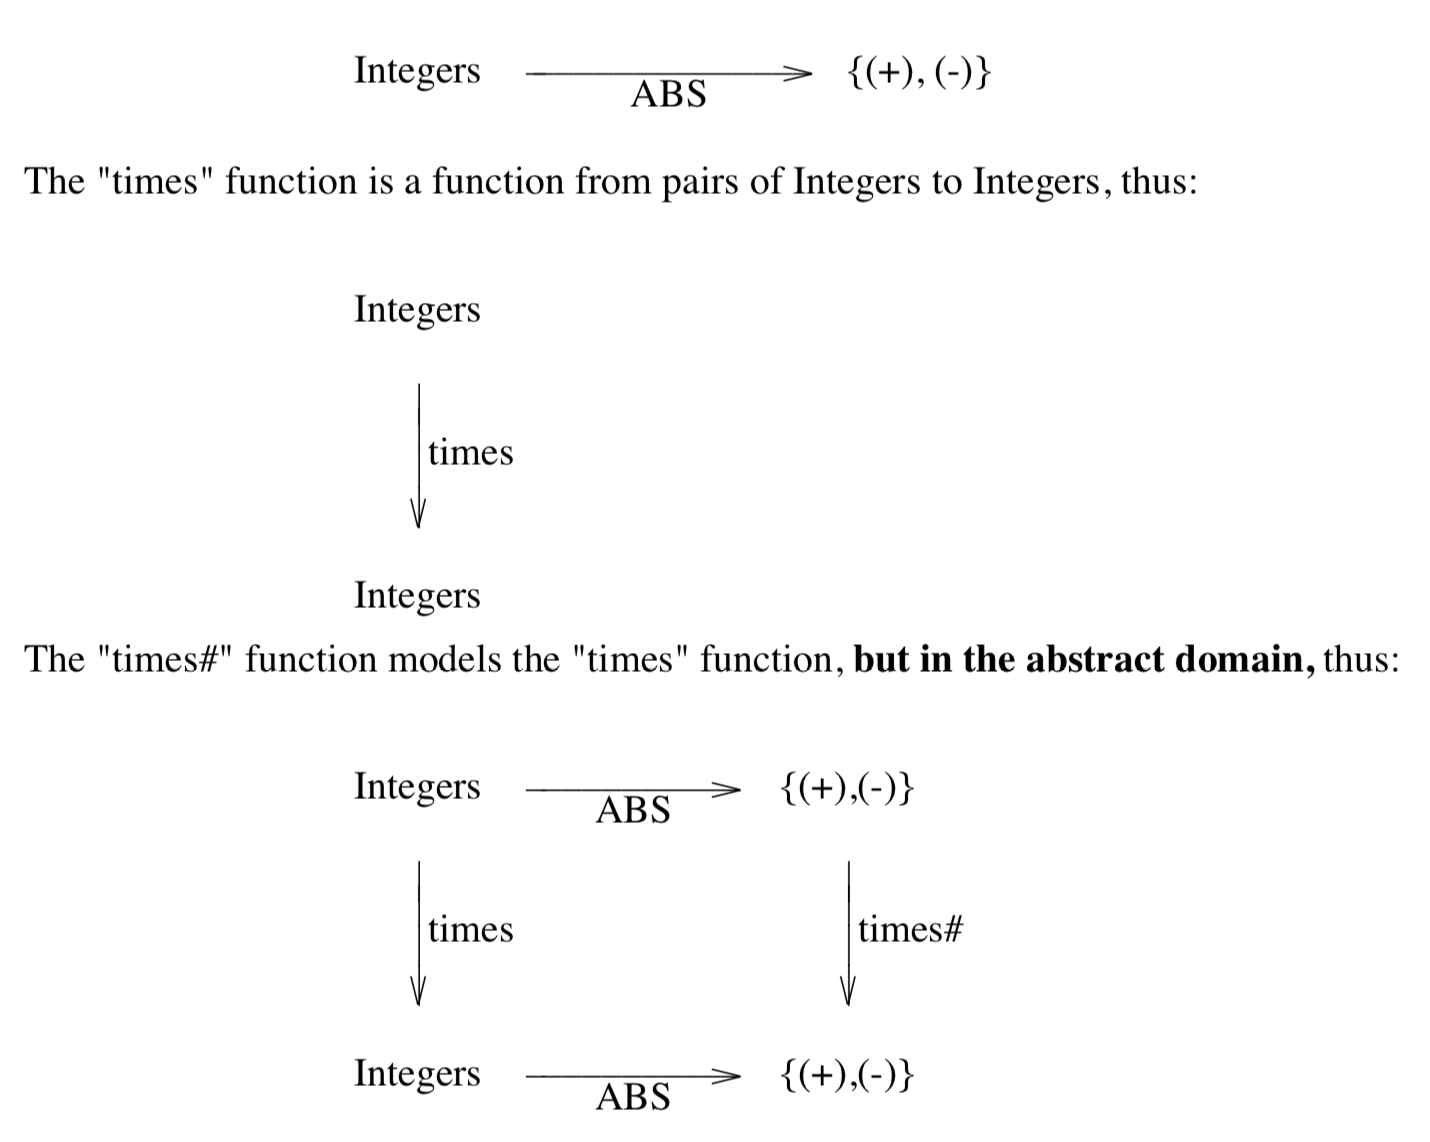 Integers ABS {(+), (-)}
The "times" function is a function from pairs of Integers to Integers, thus:
Integers
times
Integers
The "times#" function models the "times" function, but in the abstract domain, thus:
Integers ABS {(+),(-)}
times times#
Integers ABS {(+),(-)}